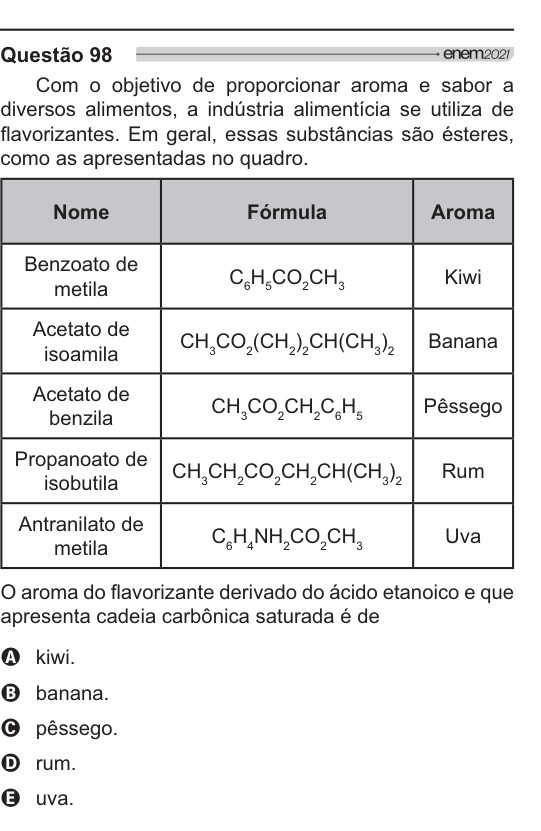 Questão 98
enem2021
Com o objetivo de proporcionar aroma e sabor a
diversos alimentos, a indústria alimentícia se utiliza de
flavorizantes. Em geral, essas substâncias são ésteres,
como as apresentadas no quadro.
Nome Fórmula Aroma
Benzoato de
metila
C₆H₅CO₂CH₃
Kiwi
Acetato de
isoamila
CH₃CO₂(CH₂)₂CH(CH₃)₂
Banana
Acetato de
benzila
CH₃CO₂CH₂C₆H₅
Pêssego
Propanoato de
isobutila
CH₃CH₂CO₂CH₂CH(CH₃)₂
Rum
Antranilato de
metila
C₆H₄NH₂CO₂CH₃
Uva
O aroma do flavorizante derivado do ácido etanoico e que
apresenta cadeia carbônica saturada é de
A kiwi.
B banana.
C pêssego.
D rum.
E uva.